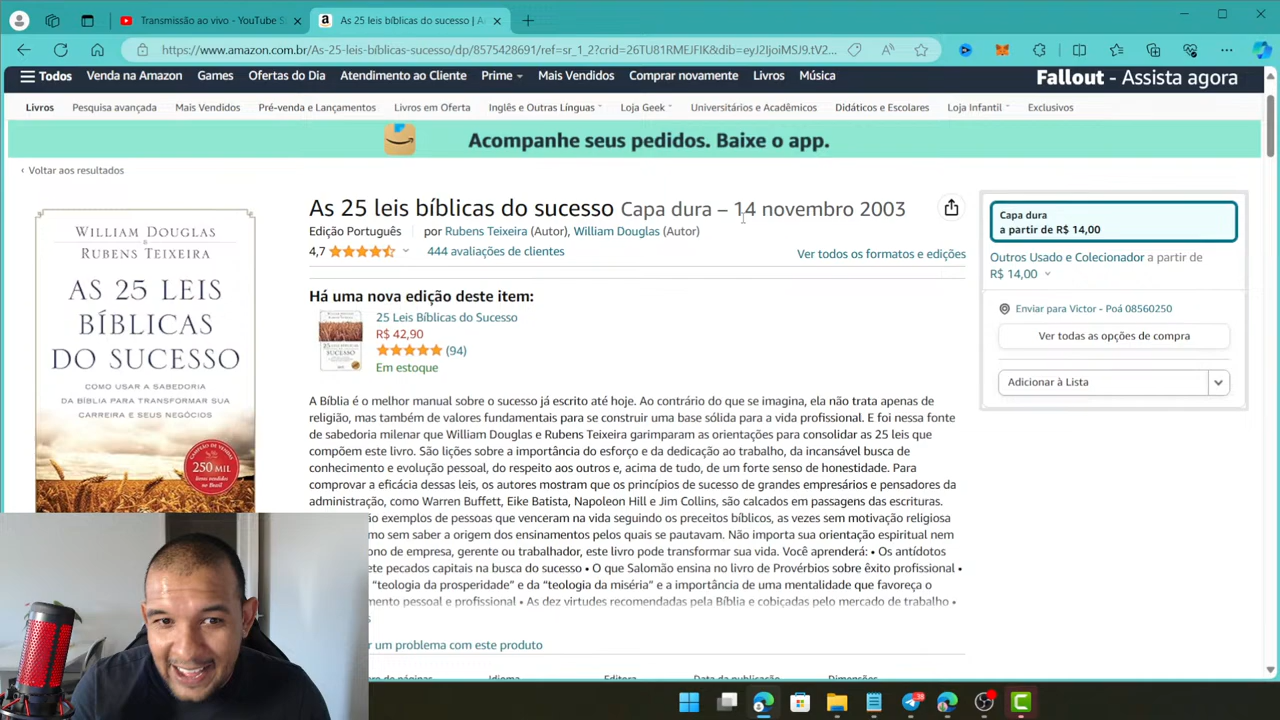 Transmissão ao vivo - YouTube S
As 25 leis bíblicas do sucesso | A
https://www.amazon.com.br/As-25-leis-bíblicas-sucesso/dp/8575428691/ref=sr_1_2?crid=26TU81RMEJFIK&dib=eyJ2IjoiMSJ9.tV2...
Todos Venda na Amazon Games Ofertas do Dia Atendimento ao Cliente Prime Mais Vendidos Comprar novamente Livros Música Fallout - Assista agora
Livros Pesquisa avançada Mais Vendidos Pré-venda e Lançamentos Livros em Oferta Inglês e Outras Línguas Loja Geek Universitários e Acadêmicos Didáticos e Escolares Loja Infantil Exclusivos
Acompanhe seus pedidos. Baixe o app.
‹ Voltar aos resultados
WILLIAM DOUGLAS
&
RUBENS TEIXEIRA
AS 25 LEIS
BÍBLICAS
DO SUCESSO
COMO USAR A SABEDORIA
DA BÍBLIA PARA TRANSFORMAR SUA
CARREIRA E SEUS NEGÓCIOS
250 MIL
As 25 leis bíblicas do sucesso Capa dura – 14 novembro 2003
Edição Português por Rubens Teixeira (Autor), William Douglas (Autor)
4,7 444 avaliações de clientes
Ver todos os formatos e edições
Há uma nova edição deste item:
25 Leis Bíblicas do Sucesso
R$ 42,90
(94)
Em estoque
A Bíblia é o melhor manual sobre o sucesso já escrito até hoje. Ao contrário do que se imagina, ela não trata apenas de
religião, mas também de valores fundamentais para se construir uma base sólida para a vida profissional. E foi nessa fonte
de sabedoria milenar que William Douglas e Rubens Teixeira garimparam as orientações para consolidar as 25 leis que
compõem este livro. São lições sobre a importância do esforço e da dedicação ao trabalho, da incansável busca de
conhecimento e evolução pessoal, do respeito aos outros e, acima de tudo, de um forte senso de honestidade. Para
comprovar a eficácia dessas leis, os autores mostram que os princípios de sucesso de grandes empresários e pensadores da
administração, como Warren Buffett, Eike Batista, Napoleon Hill e Jim Collins, são calcados em passagens das escrituras.
ão exemplos de pessoas que venceram na vida seguindo os preceitos bíblicos, as vezes sem motivação religiosa
omo sem saber a origem dos ensinamentos pelos quais se pautavam. Não importa sua orientação espiritual nem
ono de empresa, gerente ou trabalhador, este livro pode transformar sua vida. Você aprenderá: • Os antídotos
ete pecados capitais na busca do sucesso • O que Salomão ensina no livro de Provérbios sobre êxito profissional •
“teologia da prosperidade” e da “teologia da miséria” e a importância de uma mentalidade que favoreça o
mento pessoal e profissional • As dez virtudes recomendadas pela Bíblia e cobiçadas pelo mercado de trabalho •
r um problema com este produto
Idioma Editora Data da publicação Dimensões
Capa dura
a partir de R$ 14,00
Outros Usado e Colecionador a partir de
R$ 14,00
Enviar para Victor - Poá 08560250
Ver todas as opções de compra
Adicionar à Lista